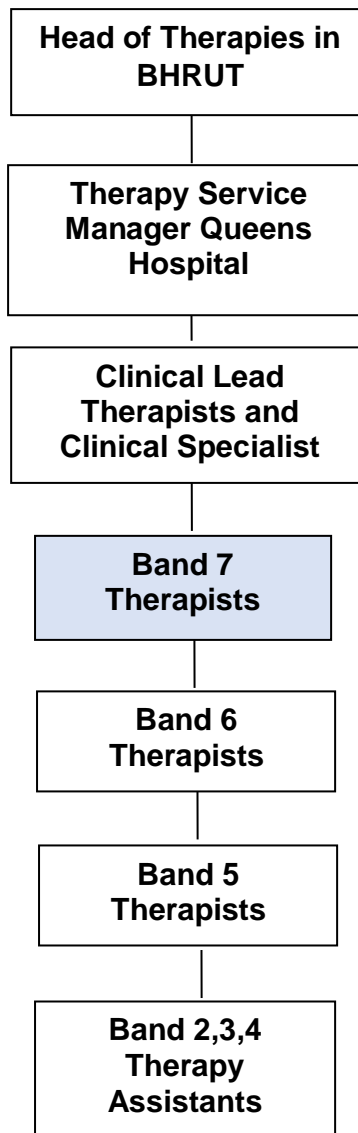 Head of Therapies in
BHRUT
Therapy Service
Manager Queens
Hospital
Clinical Lead
Therapists and
Clinical Specialist
Band 7
Therapists
Band 6
Therapists
Band 5
Therapists
Band 2,3,4
Therapy
Assistants